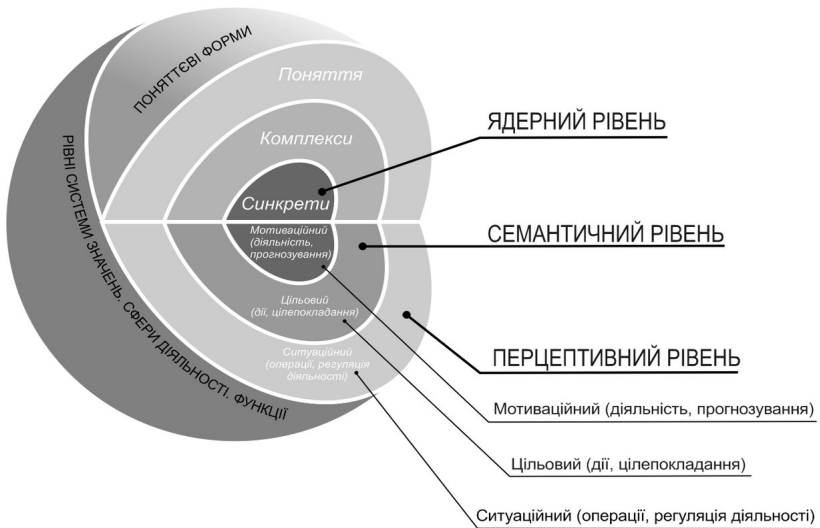 ПОНЯТТЄВІ ФОРМИ
Поняття
Комплекси
Синкрети
ЯДЕРНИЙ РІВЕНЬ
СЕМАНТИЧНИЙ РІВЕНЬ
ПЕРЦЕПТИВНИЙ РІВЕНЬ
РІВНІ СИСТЕМИ ЗНАЧЕНЬ. СФЕРИ ДІЯЛЬНОСТІ. ФУНКЦІЇ
Мотиваційний
(діяльність,
прогнозування)
Цільовий
(дії, цілепокладання)
Ситуаційний
(операції, регуляція
діяльності)
Мотиваційний (діяльність, прогнозування)
Цільовий (дії, цілепокладання)
Ситуаційний (операції, регуляція діяльності)